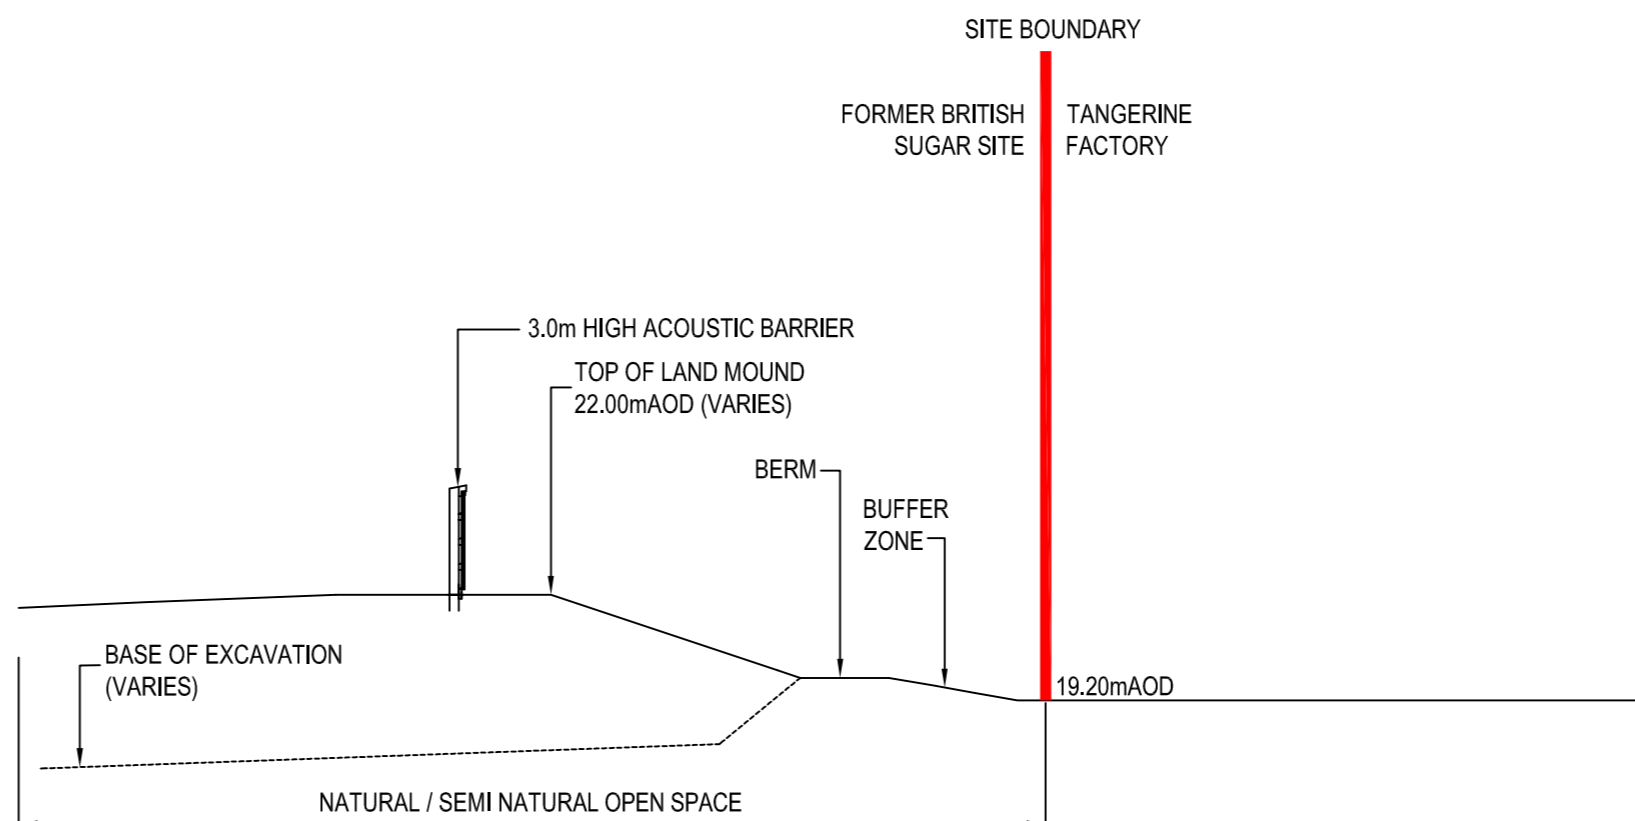 SITE BOUNDARY
FORMER BRITISH
SUGAR SITE
TANGERINE
FACTORY
3.0m HIGH ACOUSTIC BARRIER
TOP OF LAND MOUND
22.00mAOD (VARIES)
BERM
BUFFER
ZONE
BASE OF EXCAVATION
(VARIES)
19.20mAOD
NATURAL / SEMI NATURAL OPEN SPACE